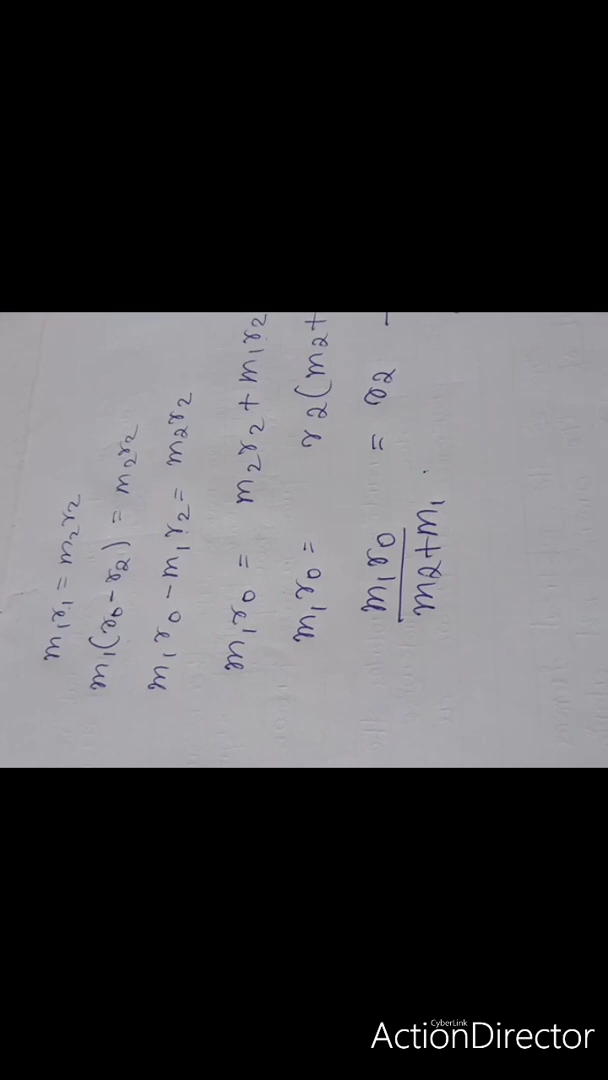 m₁r₁ = m₂r₂
m₁(r₀-r₂) = m₂r₂
m₁r₀ - m₁r₂ = m₂r₂
m₁r₀ = m₂r₂ + m₁r₂
m₁r₀ = r₂(m₂+
m₁r₀ / m₂+m₁ = r₂ -
CyberLink
ActionDirector